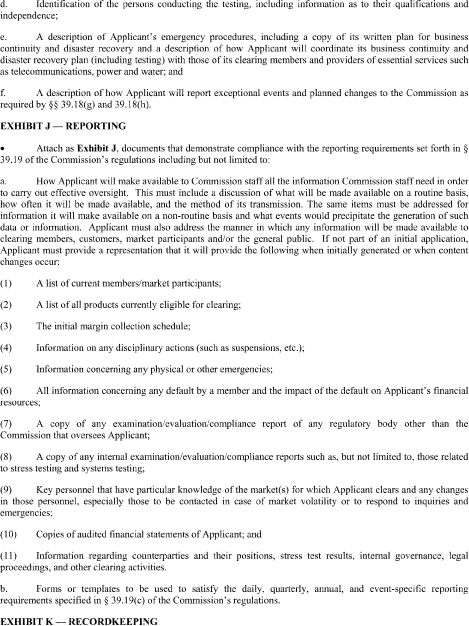 d. Identification of the persons conducting the testing, including information as to their qualifications and
independence;
e. A description of Applicant's emergency procedures, including a copy of its written plan for business
continuity and disaster recovery and a description of how Applicant will coordinate its business continuity and
disaster recovery plan (including testing) with those of its clearing members and providers of essential services such
as telecommunications, power and water; and
f. A description of how Applicant will report exceptional events and planned changes to the Commission as
required by §§ 39.18(g) and 39.18(h).
EXHIBIT J — REPORTING
• Attach as Exhibit J, documents that demonstrate compliance with the reporting requirements set forth in §
39.19 of the Commission's regulations including but not limited to:
a. How Applicant will make available to Commission staff all the information Commission staff need in order
to carry out effective oversight. This must include a discussion of what will be made available on a routine basis,
how often it will be made available, and the method of its transmission. The same items must be addressed for
information it will make available on a non-routine basis and what events would precipitate the generation of such
data or information. Applicant must also address the manner in which any information will be made available to
clearing members, customers, market participants and/or the general public. If not part of an initial application,
Applicant must provide a representation that it will provide the following when initially generated or when content
changes occur:
(1) A list of current members/market participants;
(2) A list of all products currently eligible for clearing;
(3) The initial margin collection schedule;
(4) Information on any disciplinary actions (such as suspensions, etc.);
(5) Information concerning any physical or other emergencies;
(6) All information concerning any default by a member and the impact of the default on Applicant's financial
resources;
(7) A copy of any examination/evaluation/compliance report of any regulatory body other than the
Commission that oversees Applicant;
(8) A copy of any internal examination/evaluation/compliance reports such as, but not limited to, those related
to stress testing and systems testing;
(9) Key personnel that have particular knowledge of the market(s) for which Applicant clears and any changes
in those personnel, especially those to be contacted in case of market volatility or to respond to inquiries and
emergencies;
(10) Copies of audited financial statements of Applicant; and
(11) Information regarding counterparties and their positions, stress test results, internal governance, legal
proceedings, and other clearing activities.
b. Forms or templates to be used to satisfy the daily, quarterly, annual, and event-specific reporting
requirements specified in § 39.19(c) of the Commission's regulations.
EXHIBIT K — RECORDKEEPING